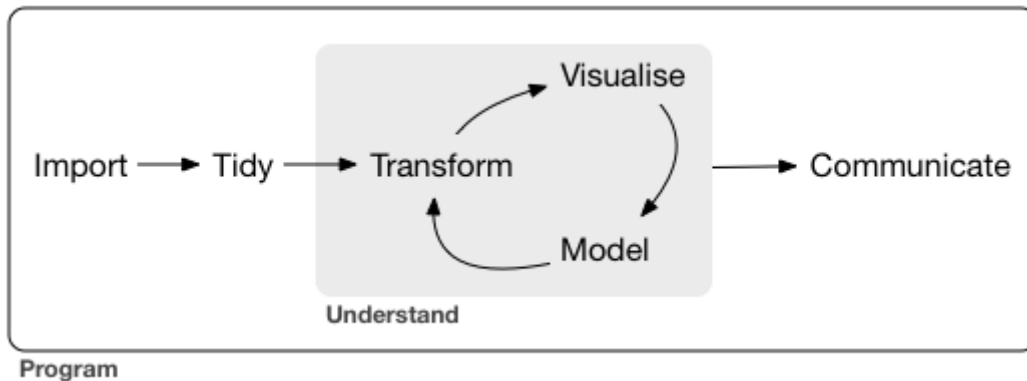 Visualise
Import
Tidy
Transform
Communicate
Model
Understand
Program